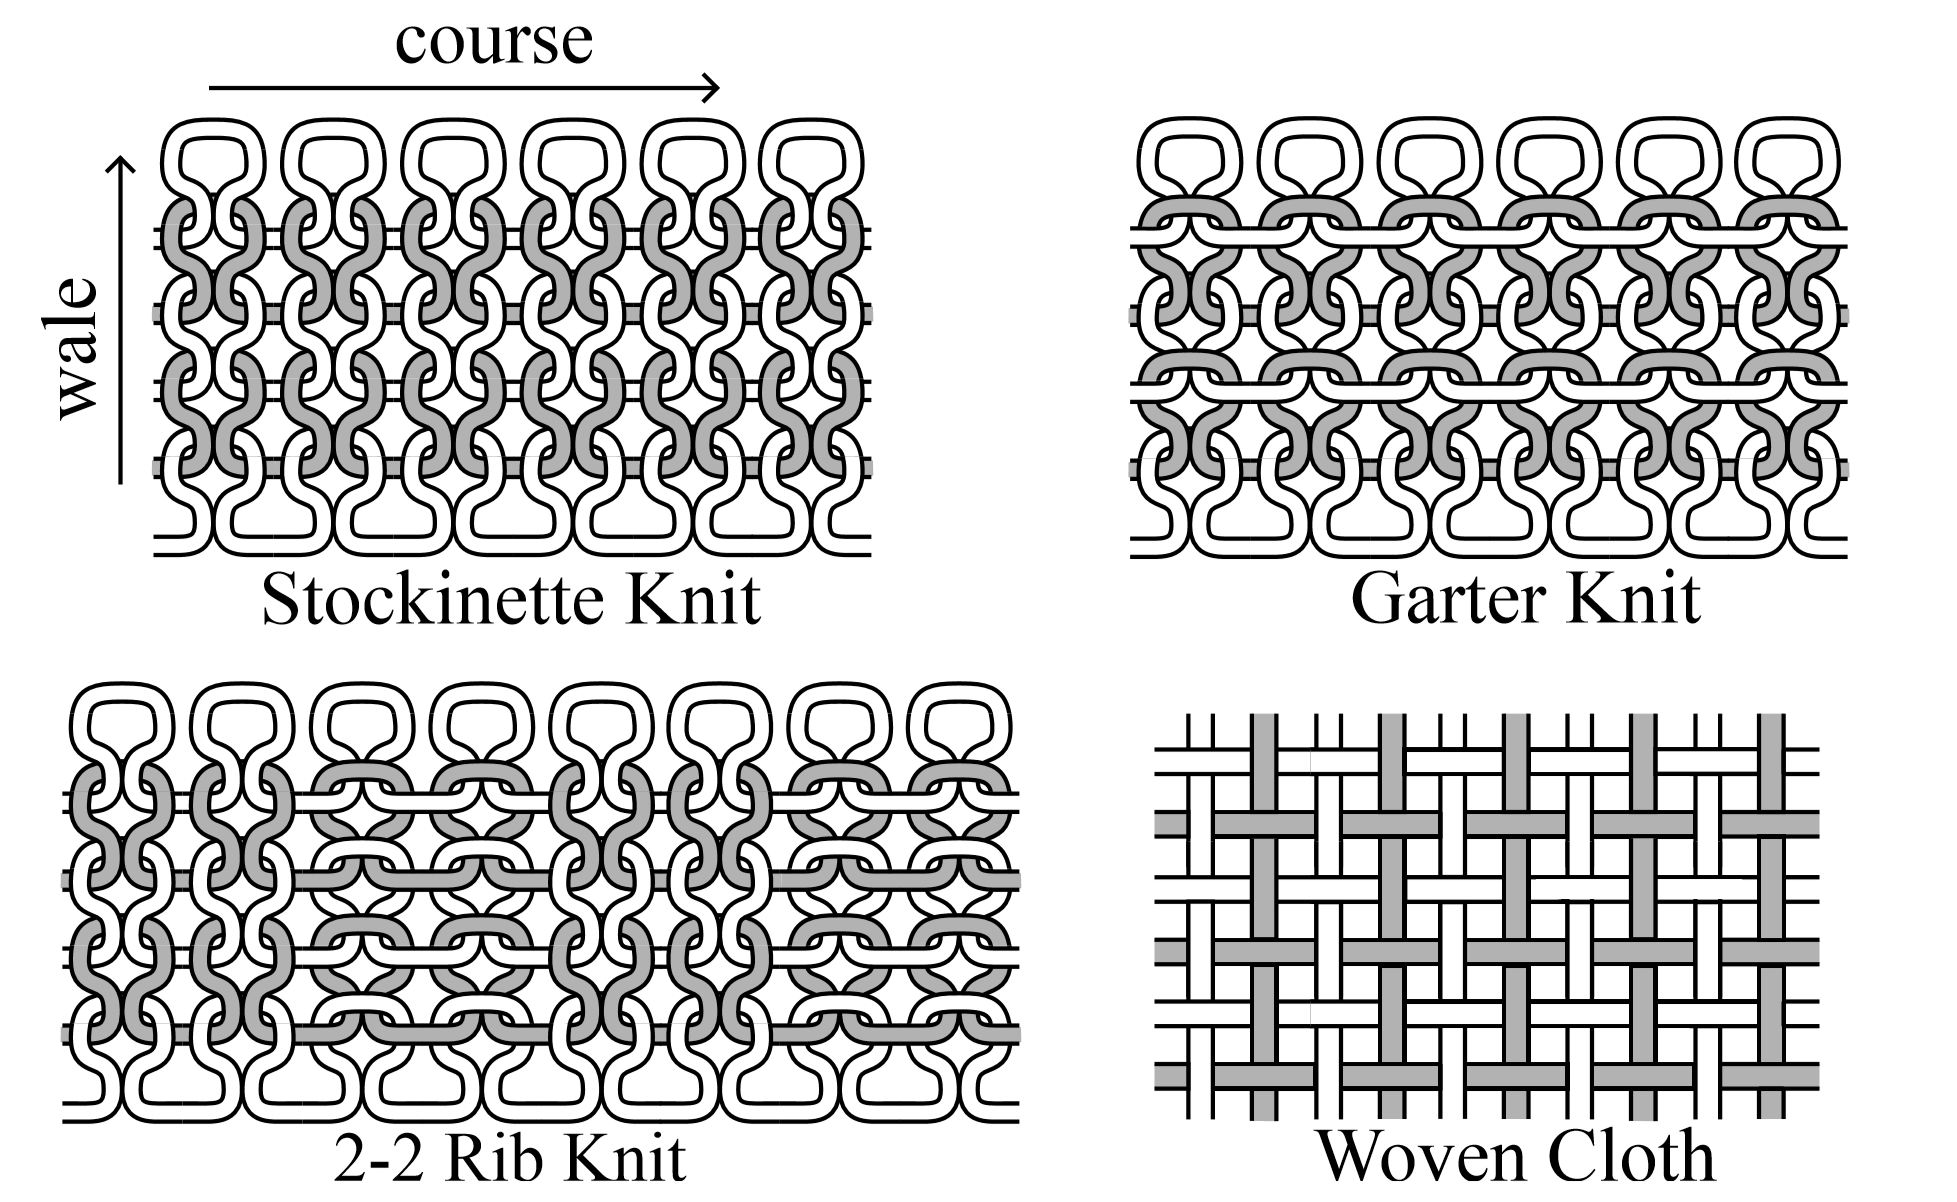 course
wale
Stockinette Knit
Garter Knit
2-2 Rib Knit
Woven Cloth